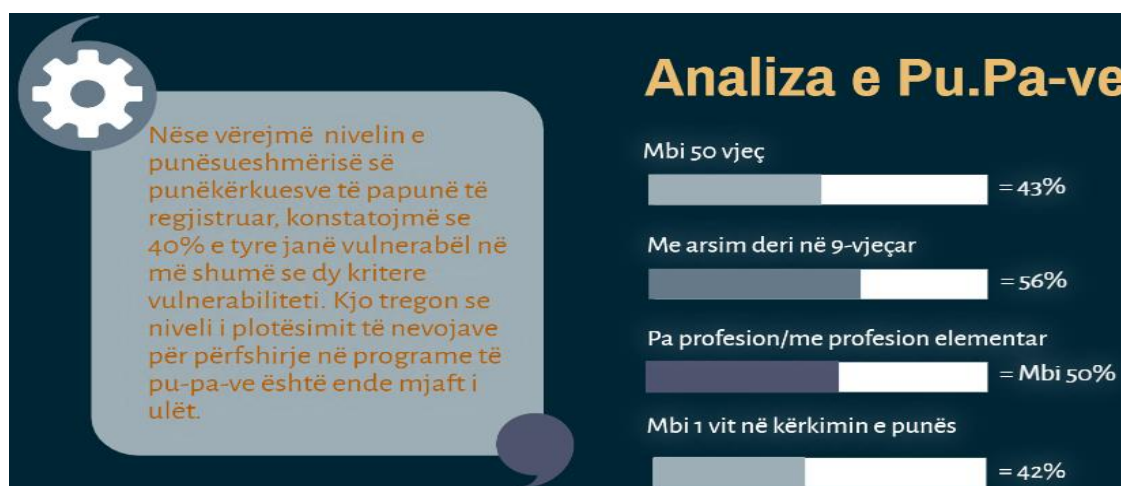 Nëse vërejmë nivelin e
punësueshmërisë së
punëkërkuesve të papunë të
regjistruar, konstatojmë se
40% e tyre janë vulnerabël në
më shumë se dy kritere
vulnerabiliteti. Kjo tregon se
niveli i plotësimit të nevojave
për përfshirje në programe të
pu-pa-ve është ende mjaft i
ulët.
Analiza e Pu.Pa-ve
Mbi 50 vjeç
= 43%
Me arsim deri në 9-vjeçar
= 56%
Pa profesion/me profesion elementar
= Mbi 50%
Mbi 1 vit në kërkimin e punës
= 42%